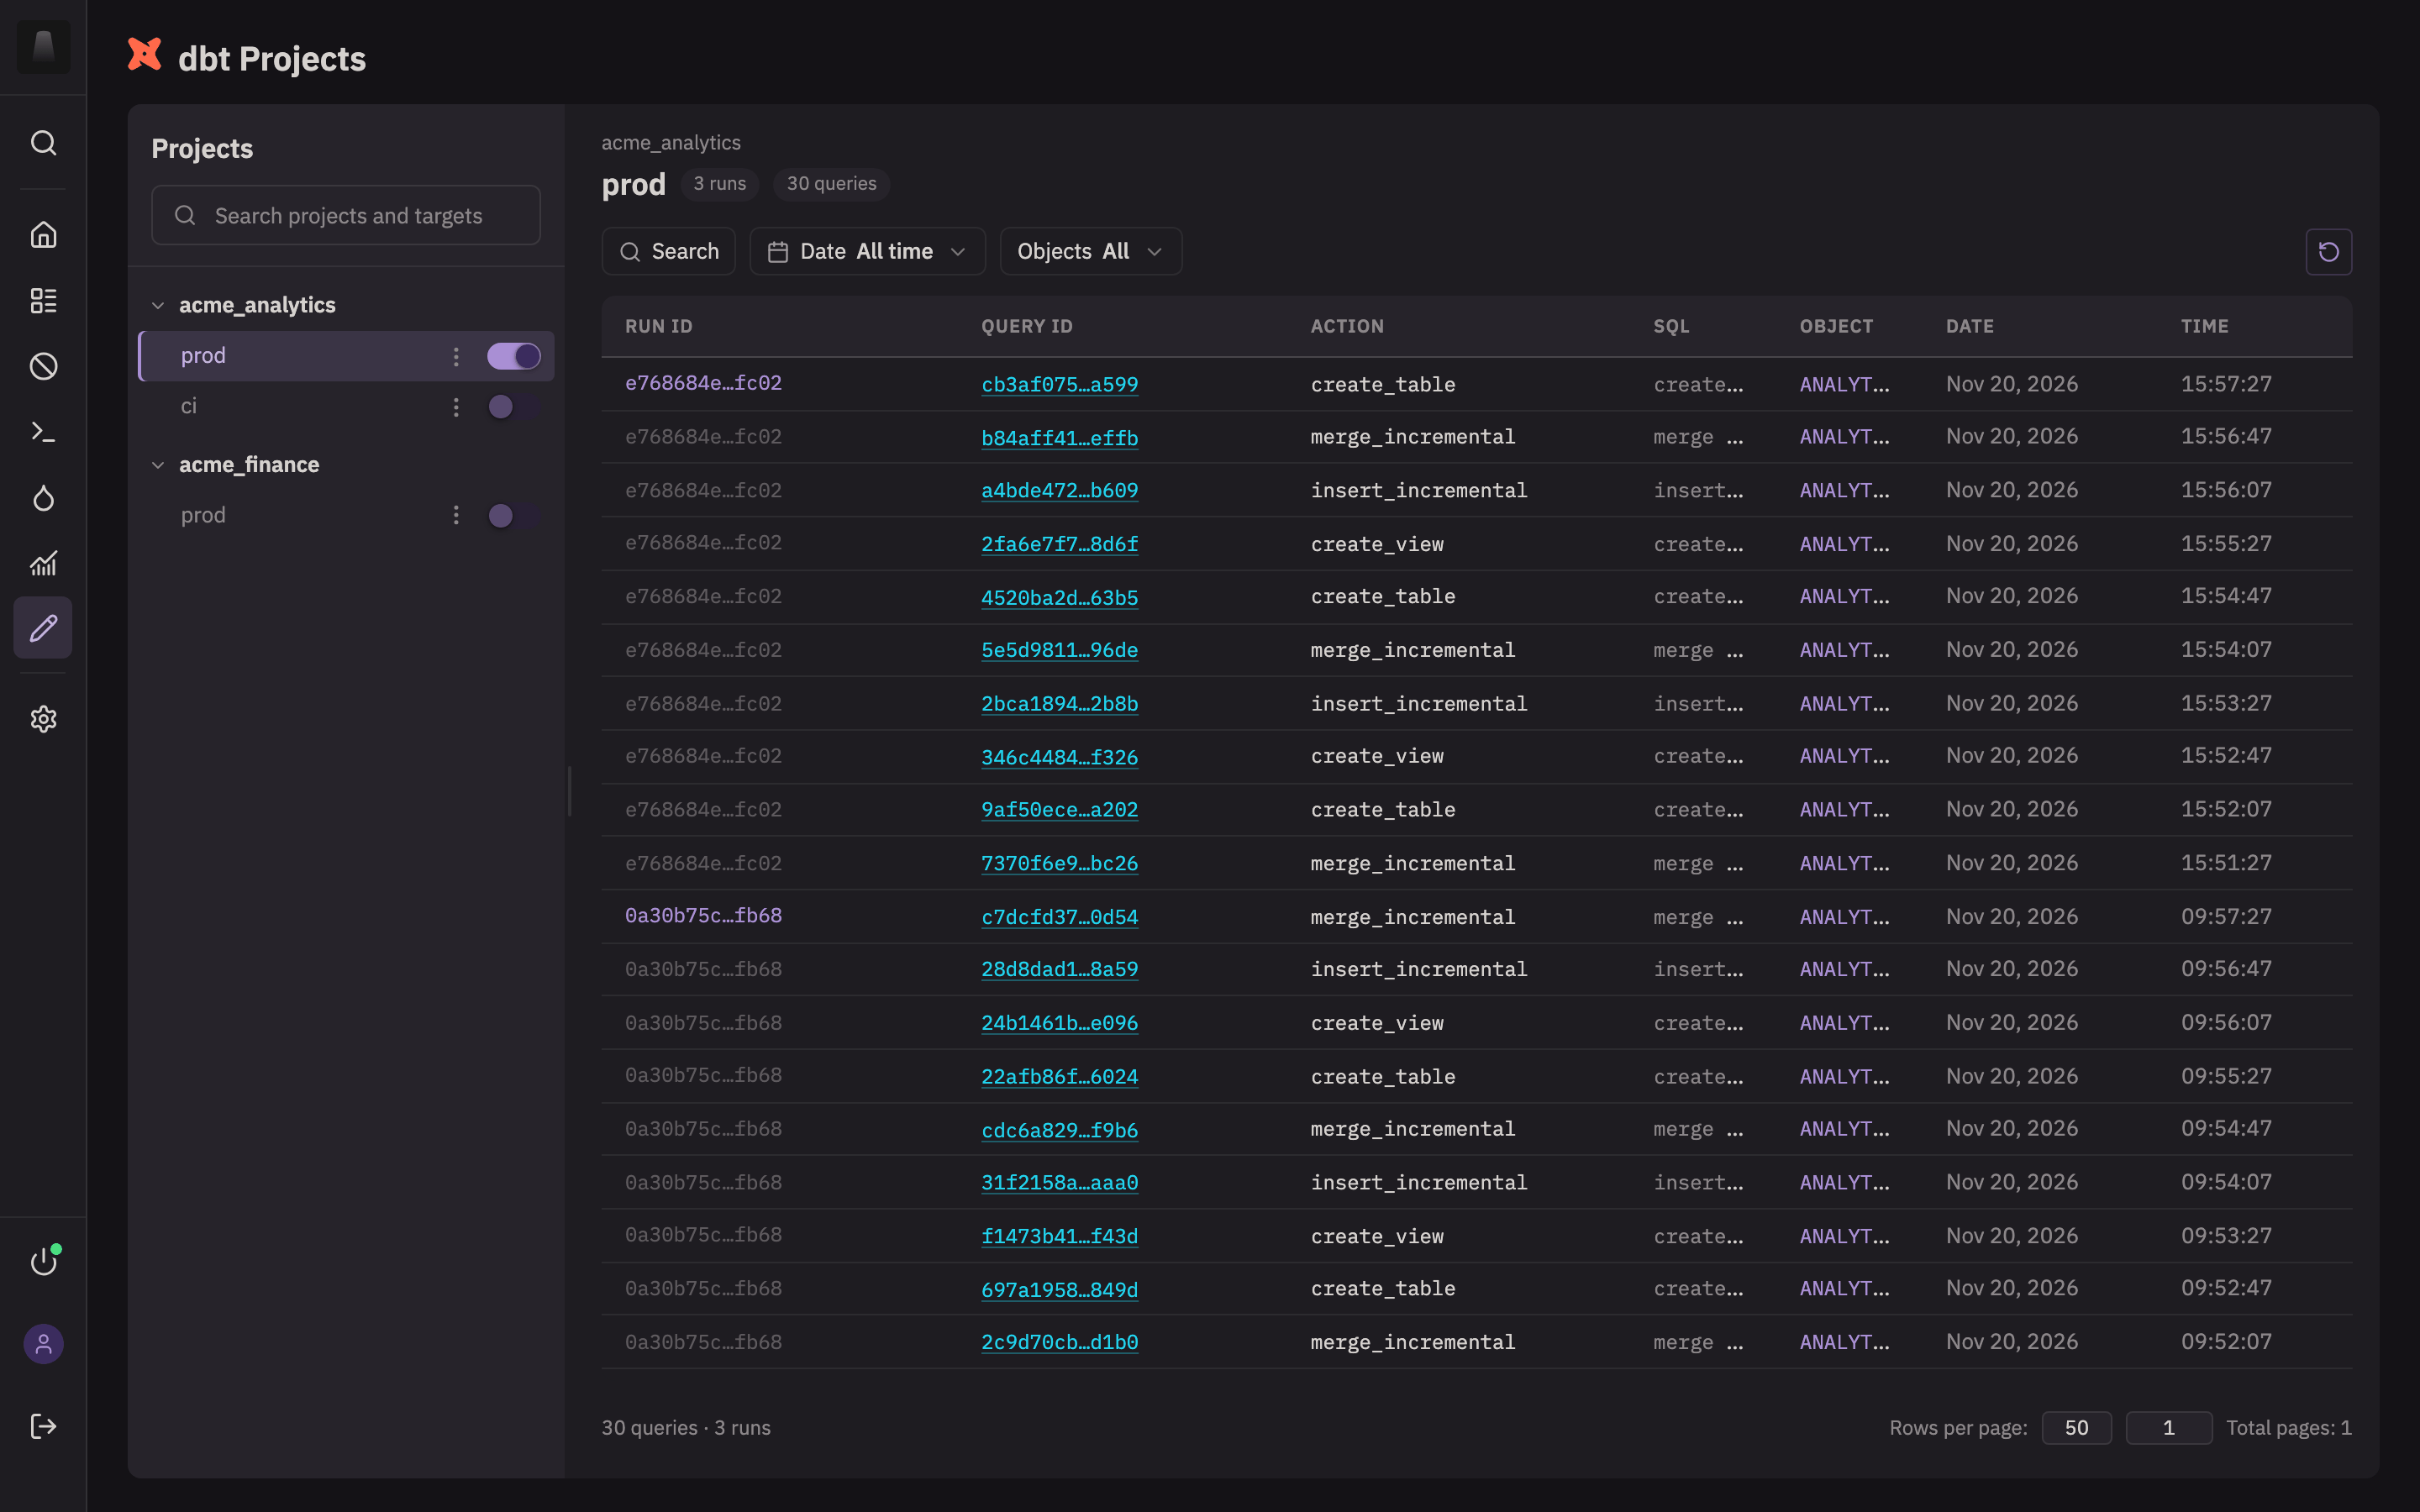 dbt Projects
Projects
Search projects and targets
acme_analytics
prod
ci
acme_finance
prod
acme_analytics
prod 3 runs 30 queries
Search Date All time Objects All
RUN ID QUERY ID ACTION SQL OBJECT DATE TIME
e768684e…fc02 cb3af075…a599 create_table create… ANALYT… Nov 20, 2026 15:57:27
e768684e…fc02 b84aff41…effb merge_incremental merge … ANALYT… Nov 20, 2026 15:56:47
e768684e…fc02 a4bde472…b609 insert_incremental insert… ANALYT… Nov 20, 2026 15:56:07
e768684e…fc02 2fa6e7f7…8d6f create_view create… ANALYT… Nov 20, 2026 15:55:27
e768684e…fc02 4520ba2d…63b5 create_table create… ANALYT… Nov 20, 2026 15:54:47
e768684e…fc02 5e5d9811…96de merge_incremental merge … ANALYT… Nov 20, 2026 15:54:07
e768684e…fc02 2bca1894…2b8b insert_incremental insert… ANALYT… Nov 20, 2026 15:53:27
e768684e…fc02 346c4484…f326 create_view create… ANALYT… Nov 20, 2026 15:52:47
e768684e…fc02 9af50ece…a202 create_table create… ANALYT… Nov 20, 2026 15:52:07
e768684e…fc02 7370f6e9…bc26 merge_incremental merge … ANALYT… Nov 20, 2026 15:51:27
0a30b75c…fb68 c7dcfd37…0d54 merge_incremental merge … ANALYT… Nov 20, 2026 09:57:27
0a30b75c…fb68 28d8dad1…8a59 insert_incremental insert… ANALYT… Nov 20, 2026 09:56:47
0a30b75c…fb68 24b1461b…e096 create_view create… ANALYT… Nov 20, 2026 09:56:07
0a30b75c…fb68 22afb86f…6024 create_table create… ANALYT… Nov 20, 2026 09:55:27
0a30b75c…fb68 cdc6a829…f9b6 merge_incremental merge … ANALYT… Nov 20, 2026 09:54:47
0a30b75c…fb68 31f2158a…aaa0 insert_incremental insert… ANALYT… Nov 20, 2026 09:54:07
0a30b75c…fb68 f1473b41…f43d create_view create… ANALYT… Nov 20, 2026 09:53:27
0a30b75c…fb68 697a1958…849d create_table create… ANALYT… Nov 20, 2026 09:52:47
0a30b75c…fb68 2c9d70cb…d1b0 merge_incremental merge … ANALYT… Nov 20, 2026 09:52:07
30 queries · 3 runs Rows per page: 50 1 Total pages: 1